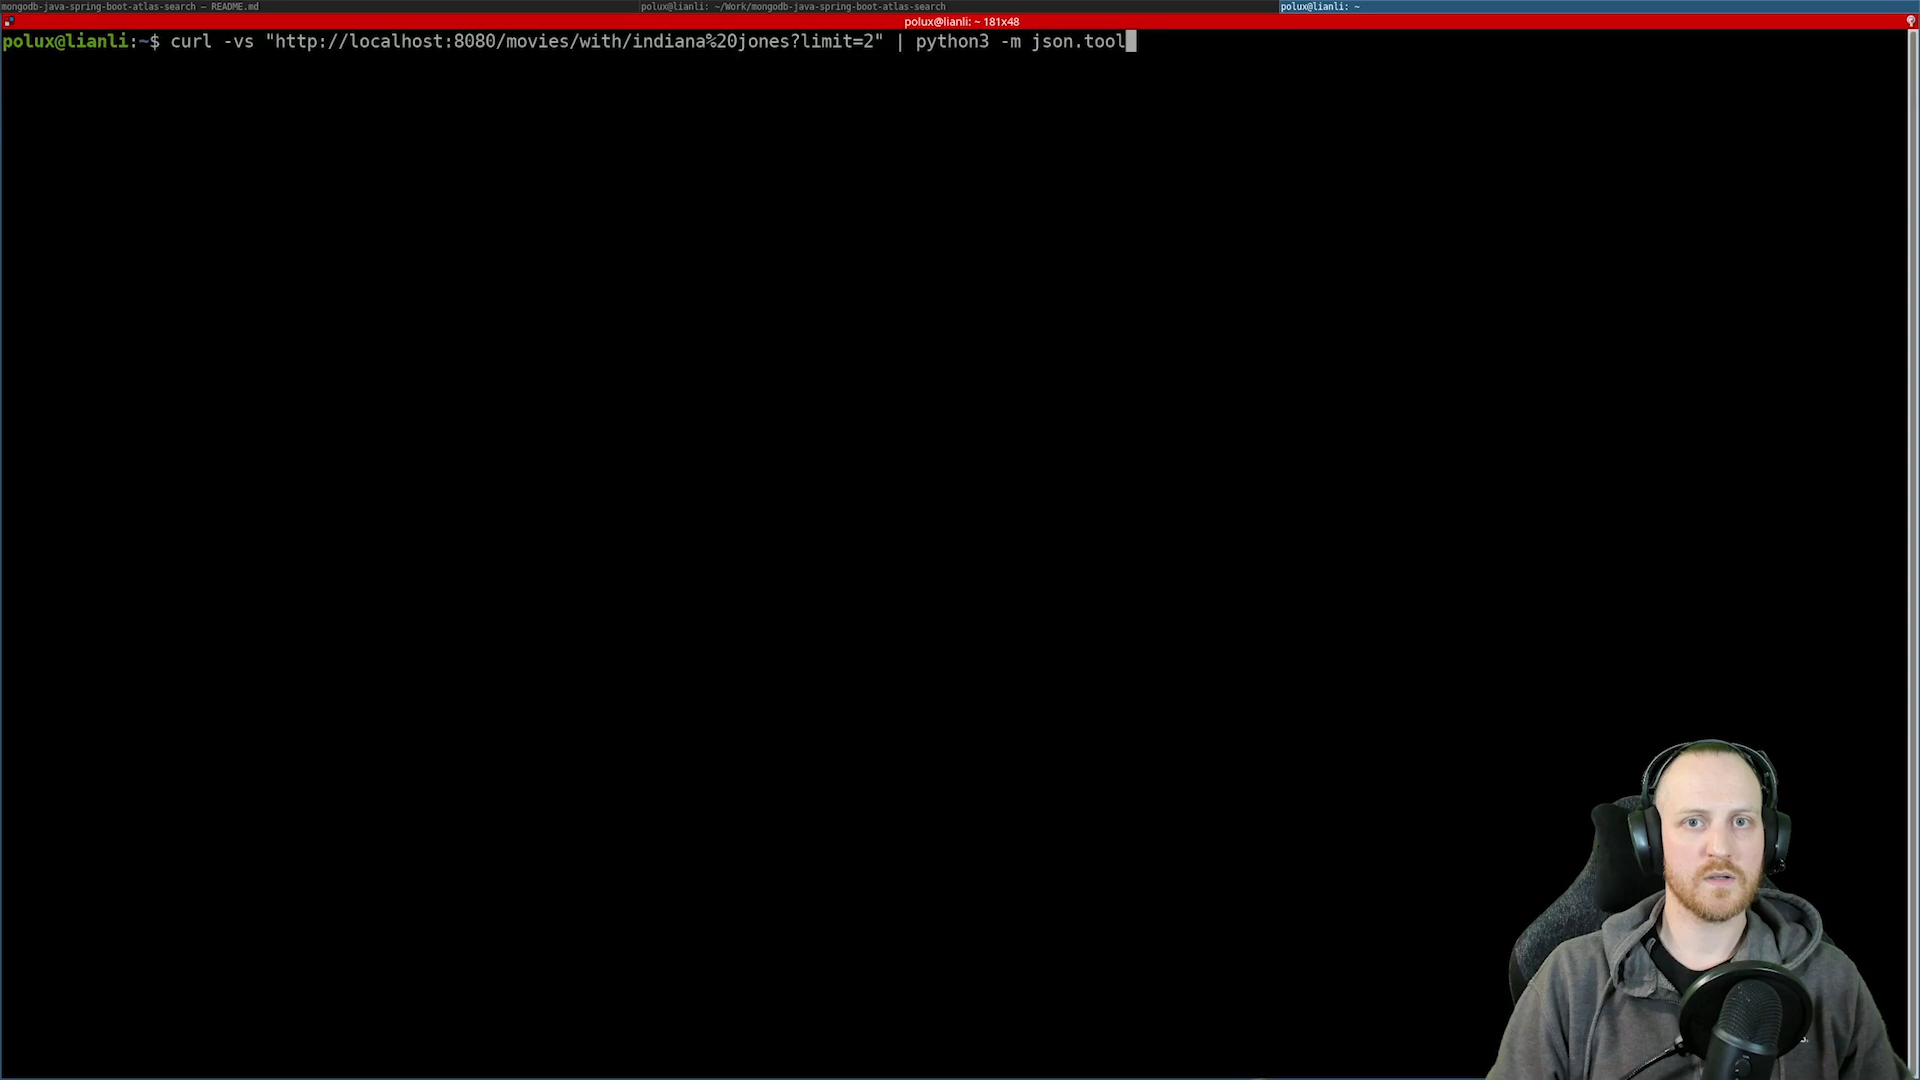 mongodb-java-spring-boot-atlas-search – README.md
polux@lianli: ~/Work/mongodb-java-spring-boot-atlas-search
polux@lianli: ~
polux@lianli: ~ 181x48
polux@lianli:~$ curl -vs "http://localhost:8080/movies/with/indiana%20jones?limit=2" | python3 -m json.tool